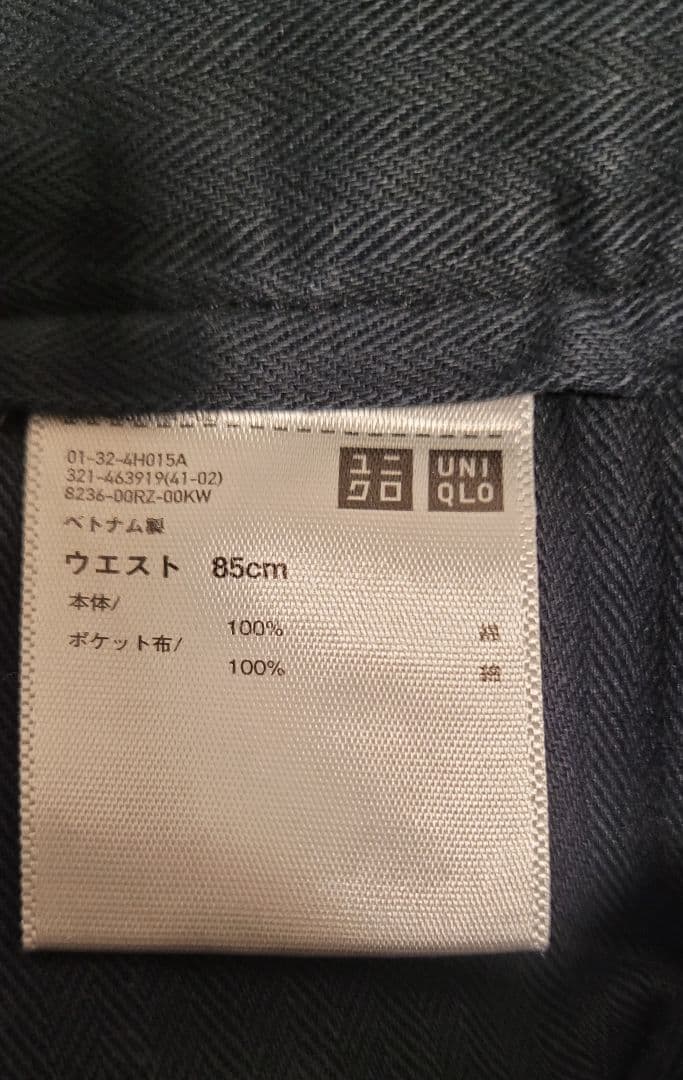 01-32-4H015A
321-463919(41-02)
8236-00RZ-00KW
ユニ
クロ
UNI
QLO
ベトナム製
ウエスト 85cm
本体/
100% 綿
ポケット布/
100% 綿